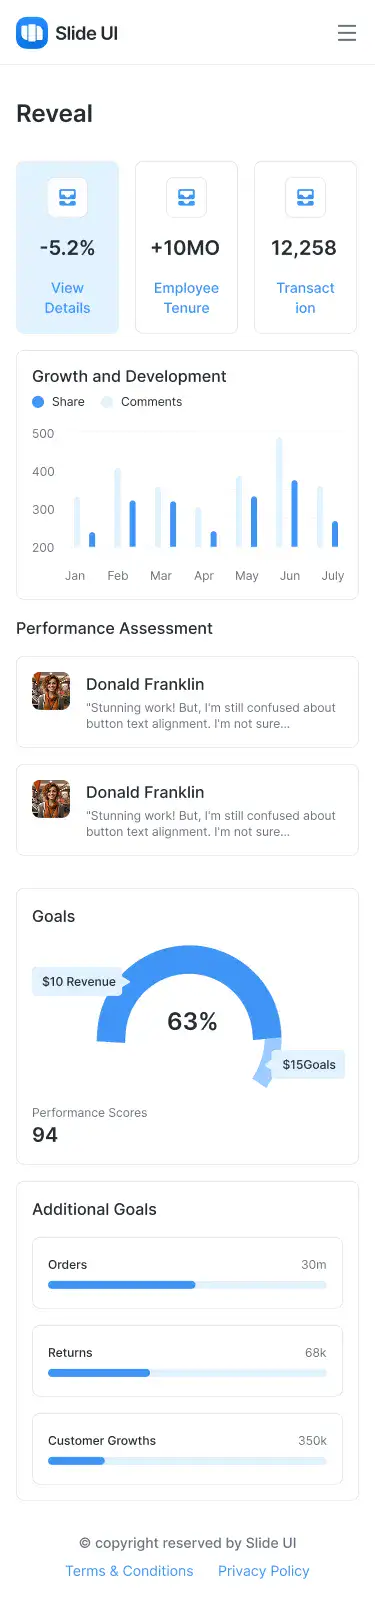 Slide UI
Reveal
-5.2%
View
Details
+10MO
Employee
Tenure
12,258
Transact
ion
Growth and Development
Share
Comments
500
400
300
200
Jan
Feb
Mar
Apr
May
Jun
July
Performance Assessment
Donald Franklin
"Stunning work! But, I'm still confused about
button text alignment. I'm not sure...
Donald Franklin
"Stunning work! But, I'm still confused about
button text alignment. I'm not sure...
Goals
$10 Revenue
63%
$15Goals
Performance Scores
94
Additional Goals
Orders
30m
Returns
68k
Customer Growths
350k
© copyright reserved by Slide UI
Terms & Conditions
Privacy Policy